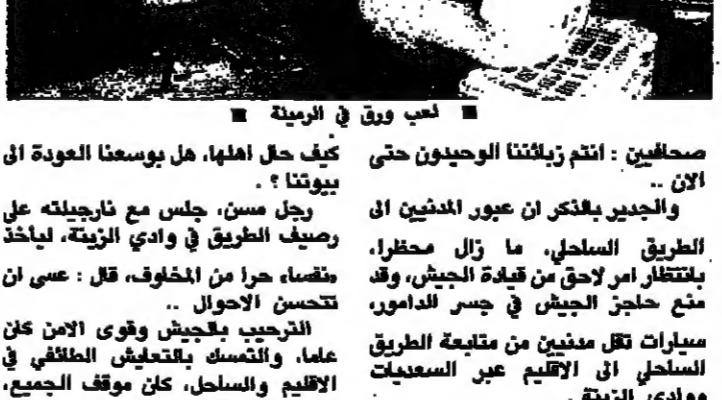 ■ لعب ورق في الرميلة ■
صحافيين : انتم زبائننا الوحيدون حتى
الان ..
والجدير بالذكر ان عبور المدنيين الى
الطريق الساحلي، ما زال محظرا،
بانتظار امر لاحق من قيادة الجيش، وقد
منع حاجز الجيش في جسر الدامور،
سيارات تقل مدنيين من متابعة الطريق
الساحلي الى الاقليم عبر السعديات
ووادي الزينة .
كيف حال اهلها، هل بوسعنا العودة الى
بيوتنا ؟ .
رجل مسن، جلس مع نارجيلته على
رصيف الطريق في وادي الزينة، ليأخذ
«نفسا» حرا من المخاوف، قال : عسى ان
تتحسن الاحوال ..
الترحيب بالجيش وقوى الامن كان
عاما، والتمسك بالتعايش الطائفي في
الاقليم والساحل، كان موقف الجميع،